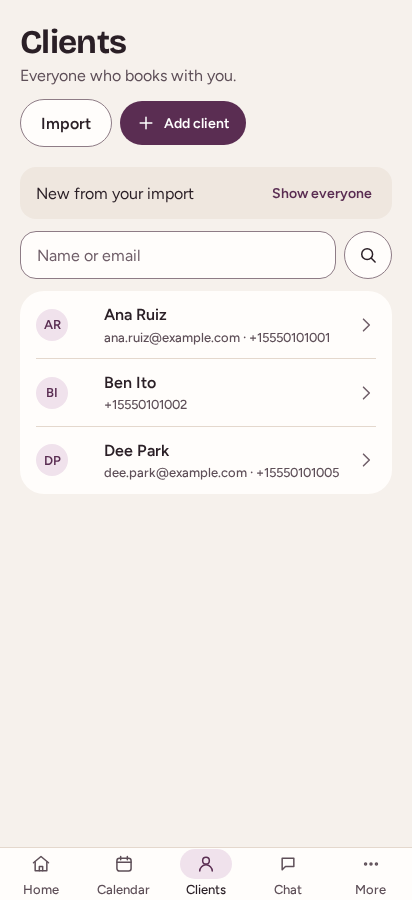 Clients
Everyone who books with you.
Import
Add client
New from your import
Show everyone
Name or email
AR
Ana Ruiz
ana.ruiz@example.com · +15550101001
BI
Ben Ito
+15550101002
DP
Dee Park
dee.park@example.com · +15550101005
Home
Calendar
Clients
Chat
More